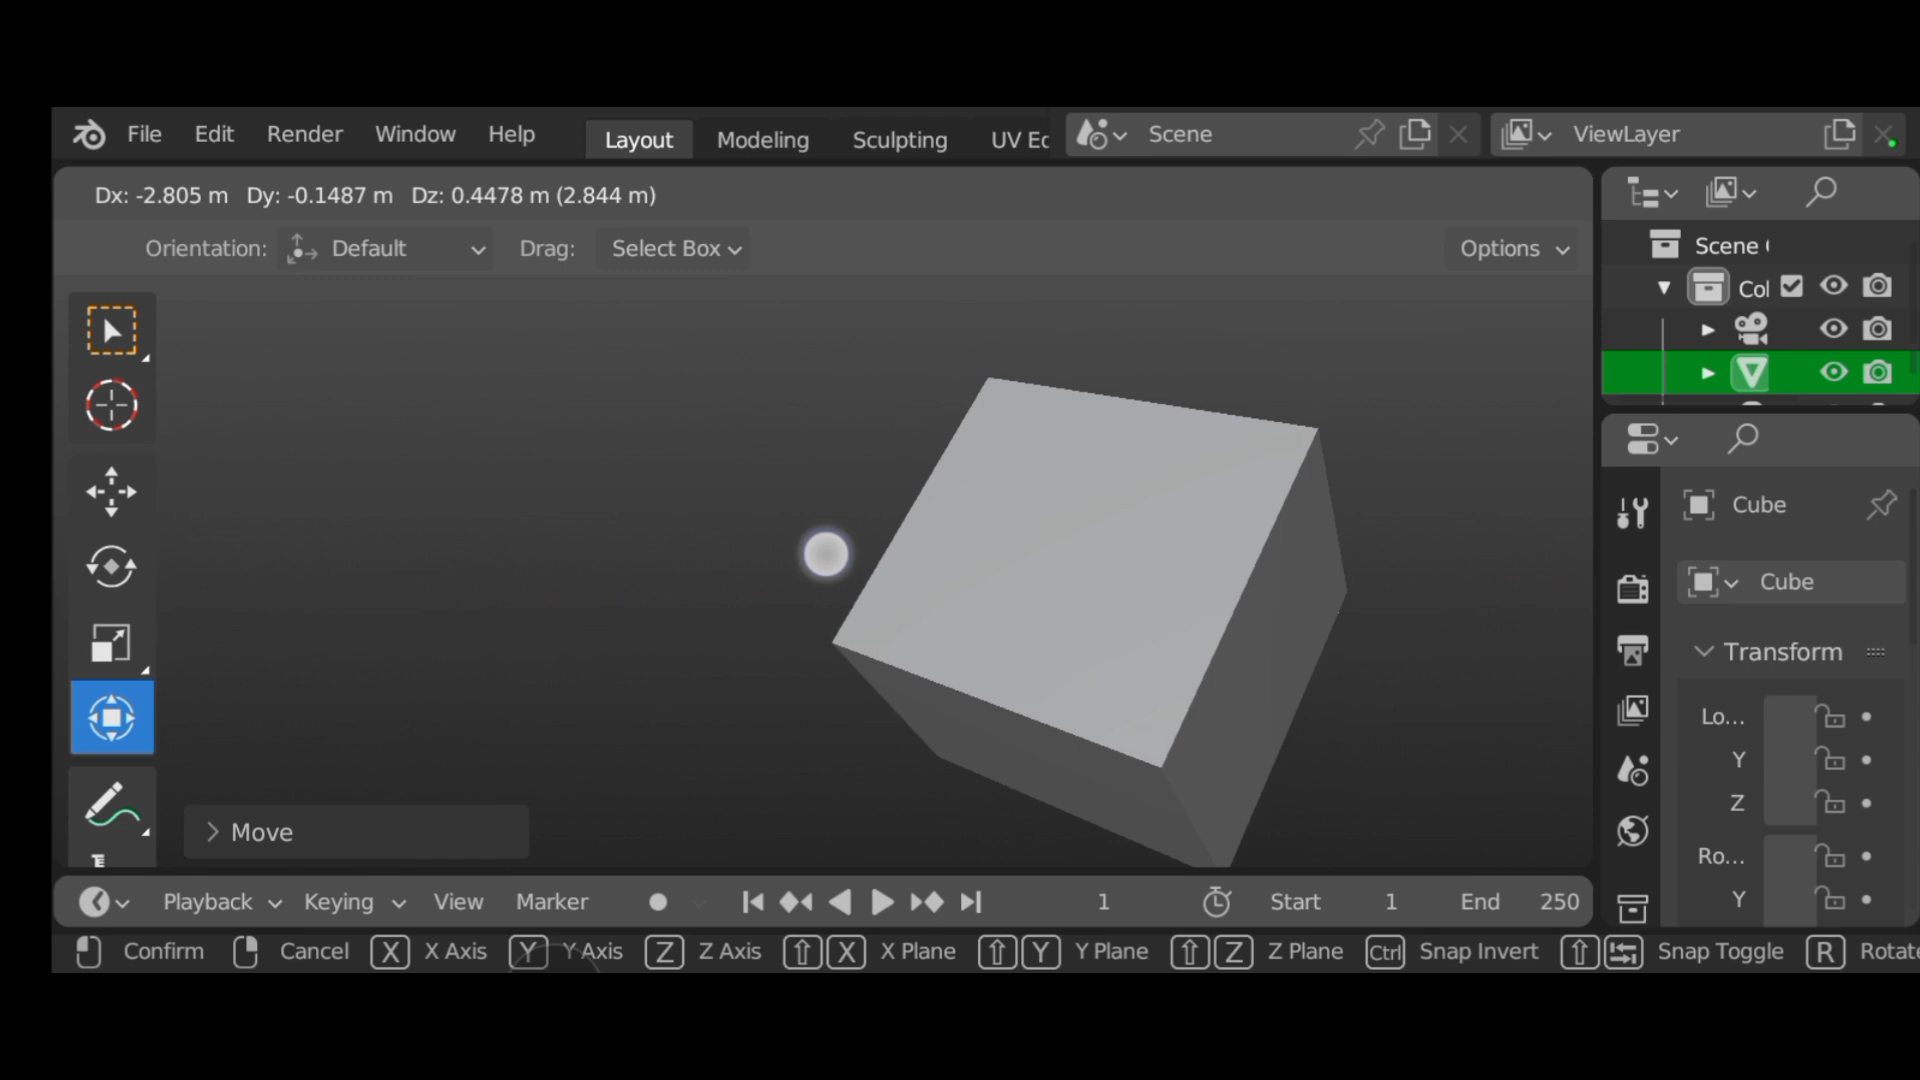 File Edit Render Window Help Layout Modeling Sculpting UV Ec Scene ViewLayer
Dx: -2.805 m Dy: -0.1487 m Dz: 0.4478 m (2.844 m)
Orientation: Default Drag: Select Box Options
Scene
Col
Cube
Cube
Transform
Lo...
Y
Z
Ro...
Y
Move
Playback Keying View Marker 1 Start 1 End 250
Confirm Cancel X X Axis Y Y Axis Z Z Axis ⇧ X X Plane ⇧ Y Y Plane ⇧ Z Z Plane Ctrl Snap Invert ⇧ Snap Toggle R Rotate